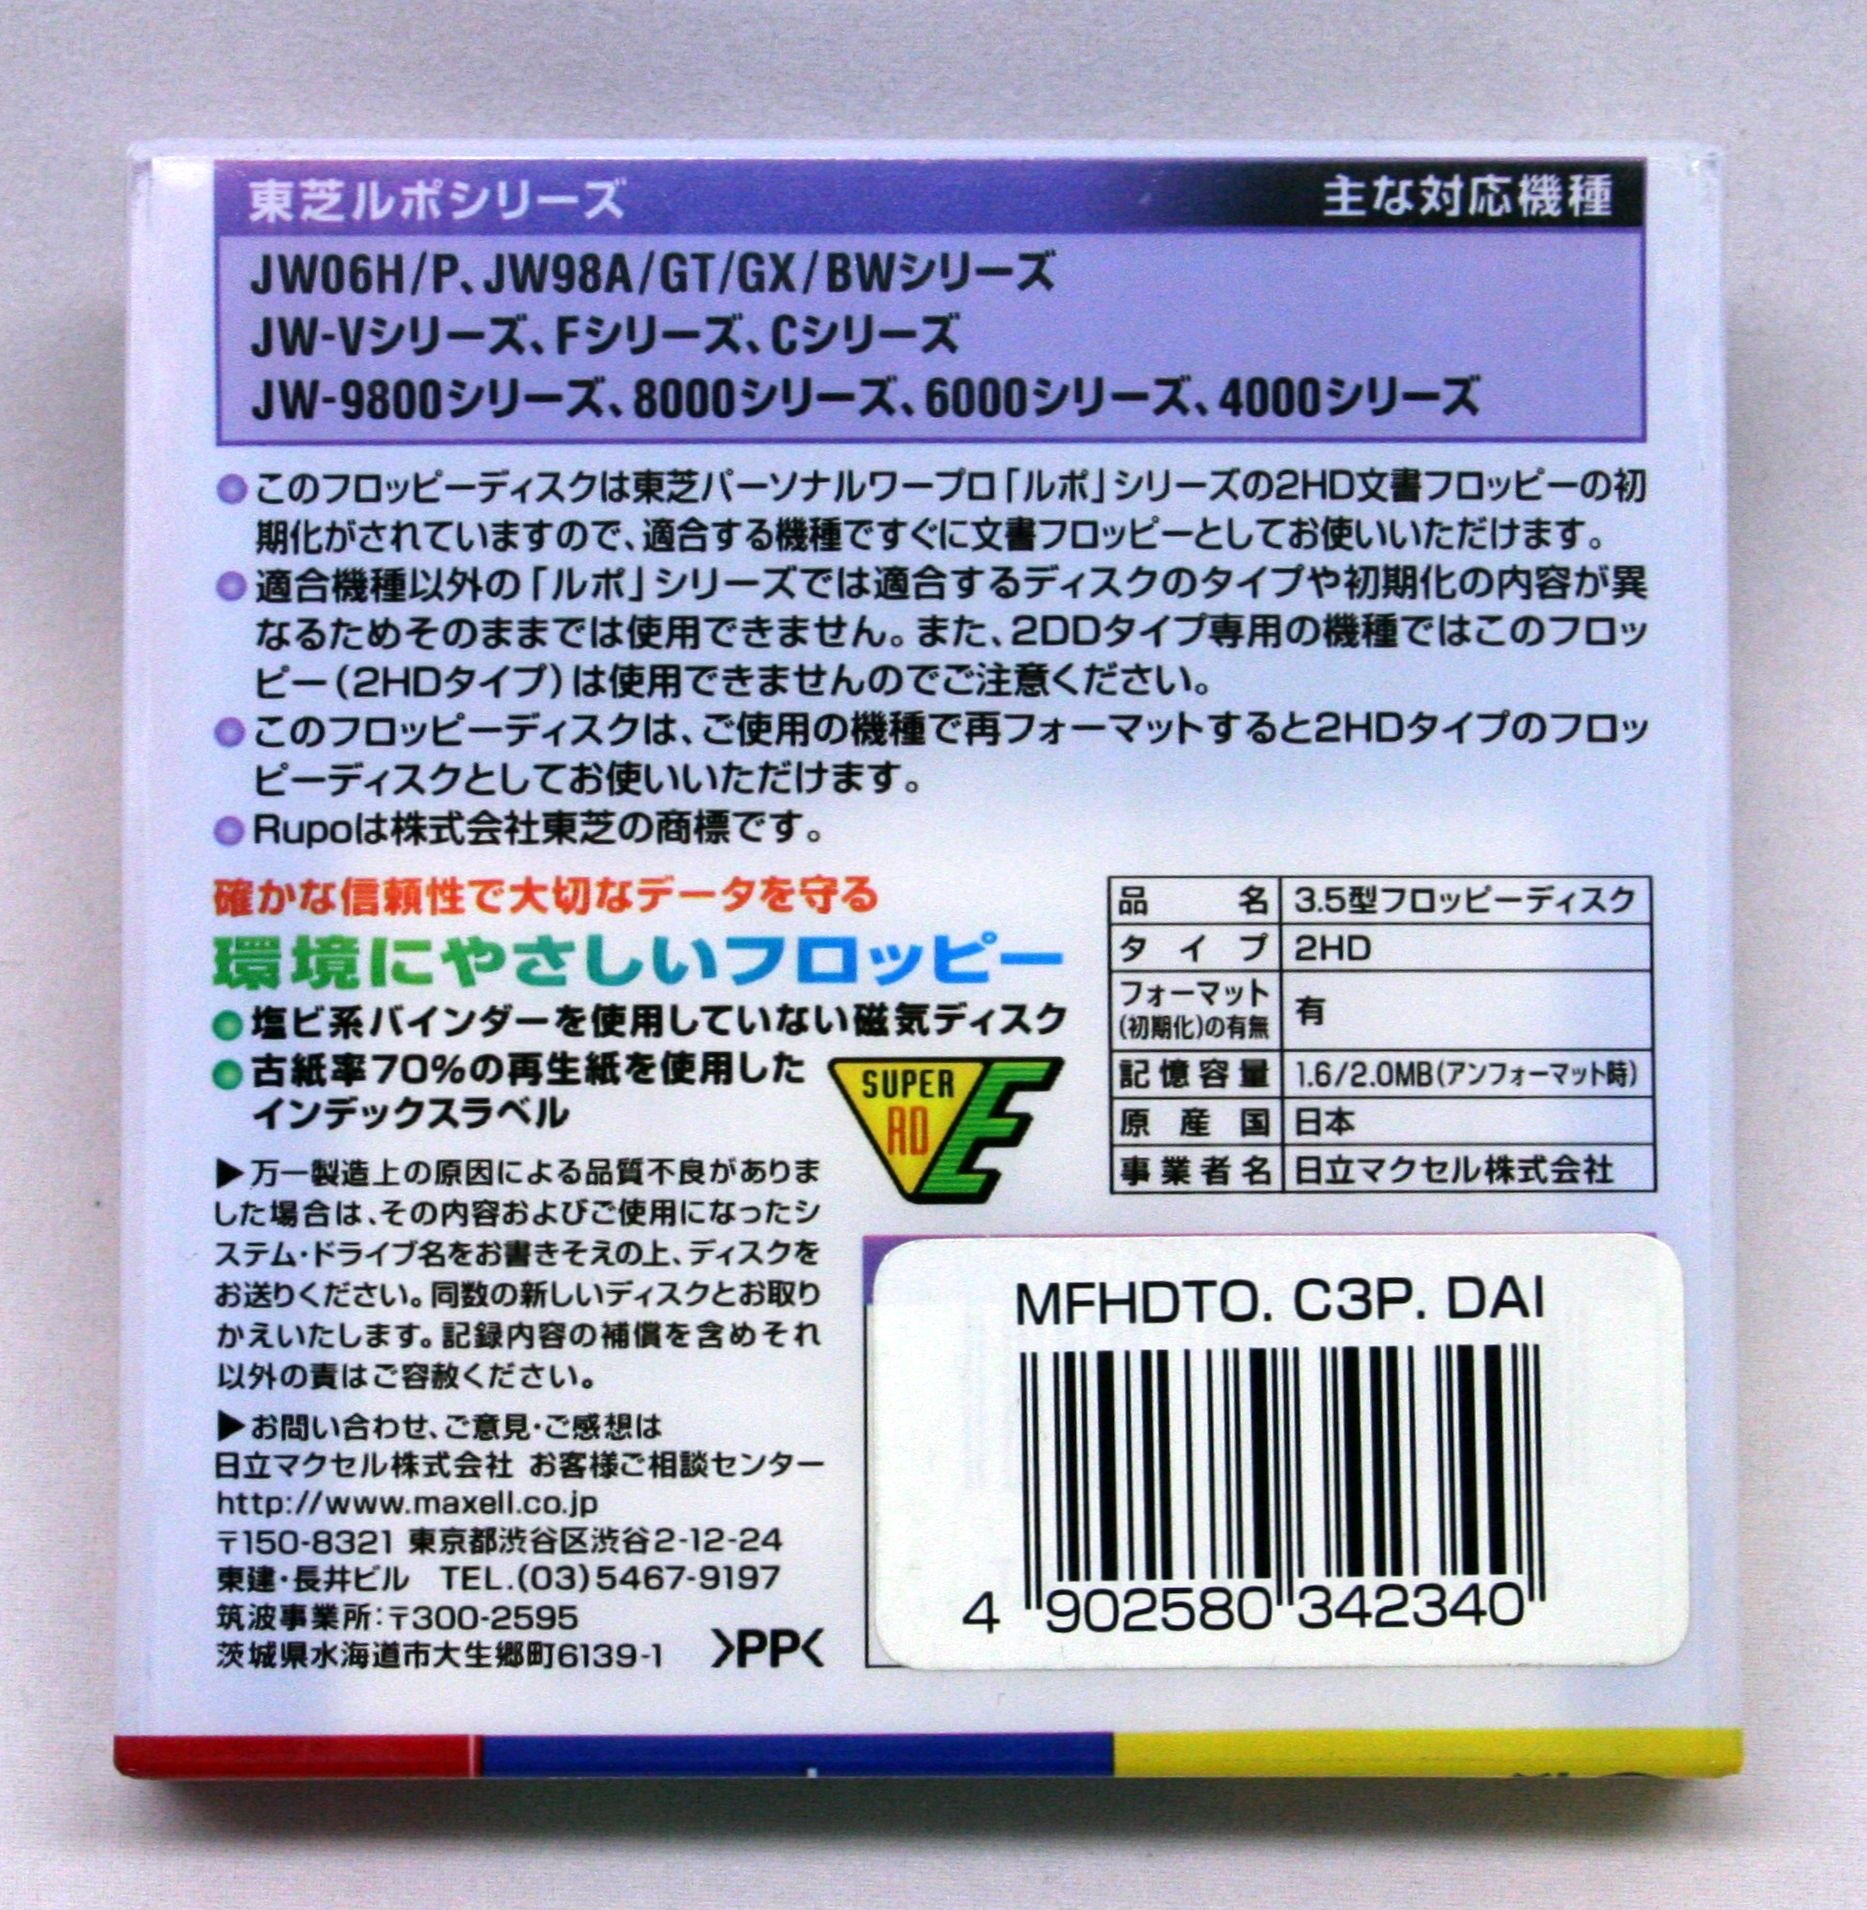 東芝ルポシリーズ 主な対応機種
JW06H/P、JW98A/GT/GX/BWシリーズ
JW-Vシリーズ、Fシリーズ、Cシリーズ
JW-9800シリーズ、8000シリーズ、6000シリーズ、4000シリーズ
●このフロッピーディスクは東芝パーソナルワープロ「ルポ」シリーズの2HD文書フロッピーの初
期化がされていますので、適合する機種ですぐに文書フロッピーとしてお使いいただけます。
●適合機種以外の「ルポ」シリーズでは適合するディスクのタイプや初期化の内容が異
なるためそのままでは使用できません。また、2DDタイプ専用の機種ではこのフロッ
ピー(2HDタイプ)は使用できませんのでご注意ください。
●このフロッピーディスクは、ご使用の機種で再フォーマットすると2HDタイプのフロッ
ピーディスクとしてお使いいただけます。
●Rupoは株式会社東芝の商標です。
確かな信頼性で大切なデータを守る
環境にやさしいフロッピー
●塩ビ系バインダーを使用していない磁気ディスク
●古紙率70%の再生紙を使用した
インデックスラベル
SUPER
RD
E
▶万一製造上の原因による品質不良がありま
した場合は、その内容およびご使用になったシ
ステム・ドライブ名をお書きそえの上、ディスクを
お送りください。同数の新しいディスクとお取り
かえいたします。記録内容の補償を含めそれ
以外の責はご容赦ください。
▶お問い合わせ、ご意見・ご感想は
日立マクセル株式会社 お客様ご相談センター
http://www.maxell.co.jp
〒150-8321 東京都渋谷区渋谷2-12-24
東建・長井ビル TEL.(03)5467-9197
筑波事業所:〒300-2595
茨城県水海道市大生郷町6139-1
>PP<
品名 3.5型フロッピーディスク
タイプ 2HD
フォーマット
(初期化)の有無 有
記憶容量 1.6/2.0MB(アンフォーマット時)
原産国 日本
事業者名 日立マクセル株式会社
MFHDTO. C3P. DAI
4 902580 342340